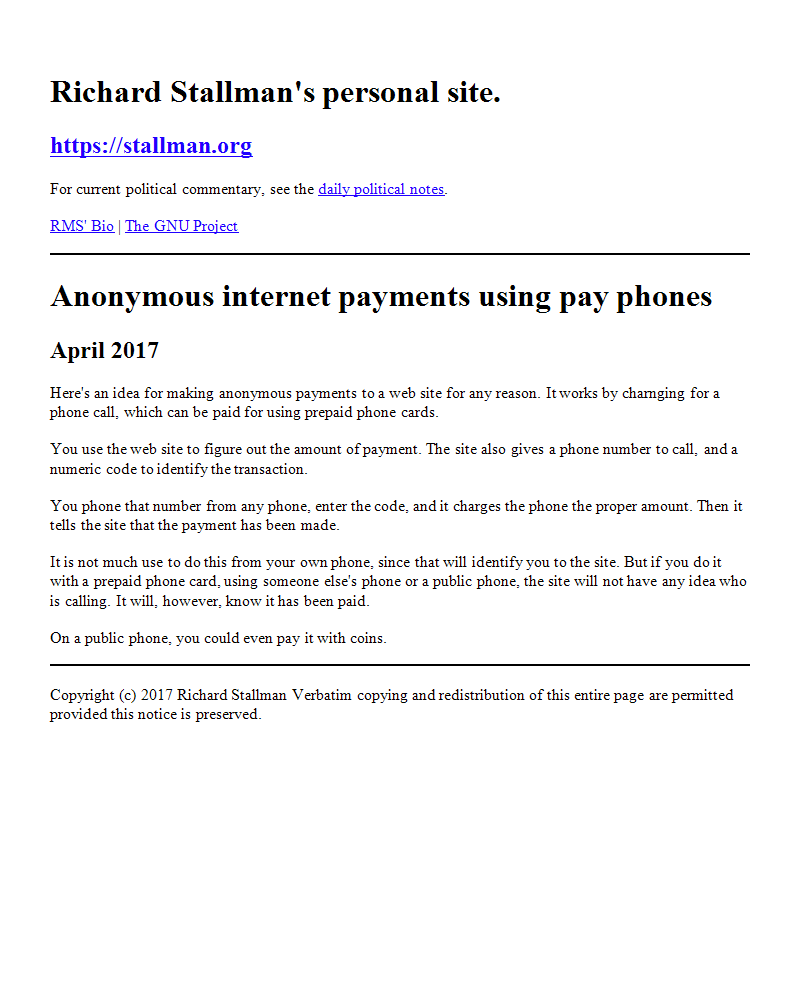 Richard Stallman's personal site.
https://stallman.org
For current political commentary, see the daily political notes.
RMS' Bio | The GNU Project
Anonymous internet payments using pay phones
April 2017
Here's an idea for making anonymous payments to a web site for any reason. It works by charnging for a
phone call, which can be paid for using prepaid phone cards.
You use the web site to figure out the amount of payment. The site also gives a phone number to call, and a
numeric code to identify the transaction.
You phone that number from any phone, enter the code, and it charges the phone the proper amount. Then it
tells the site that the payment has been made.
It is not much use to do this from your own phone, since that will identify you to the site. But if you do it
with a prepaid phone card, using someone else's phone or a public phone, the site will not have any idea who
is calling. It will, however, know it has been paid.
On a public phone, you could even pay it with coins.
Copyright (c) 2017 Richard Stallman Verbatim copying and redistribution of this entire page are permitted
provided this notice is preserved.